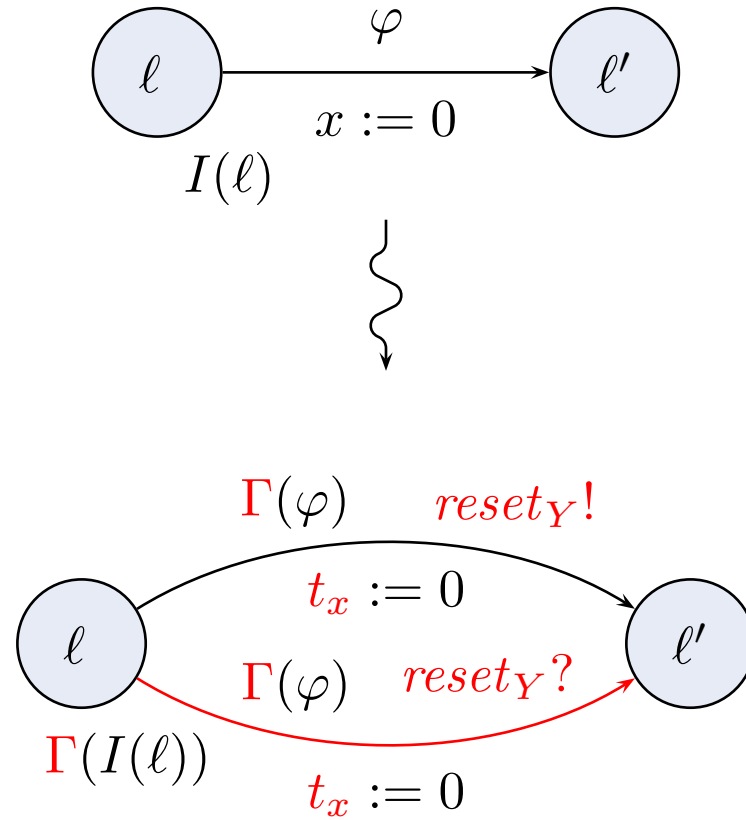 φ
ℓ ℓ′
x := 0
I(ℓ)
Γ(φ) reset_Y!
t_x := 0
ℓ ℓ′
Γ(φ) reset_Y?
Γ(I(ℓ))
t_x := 0